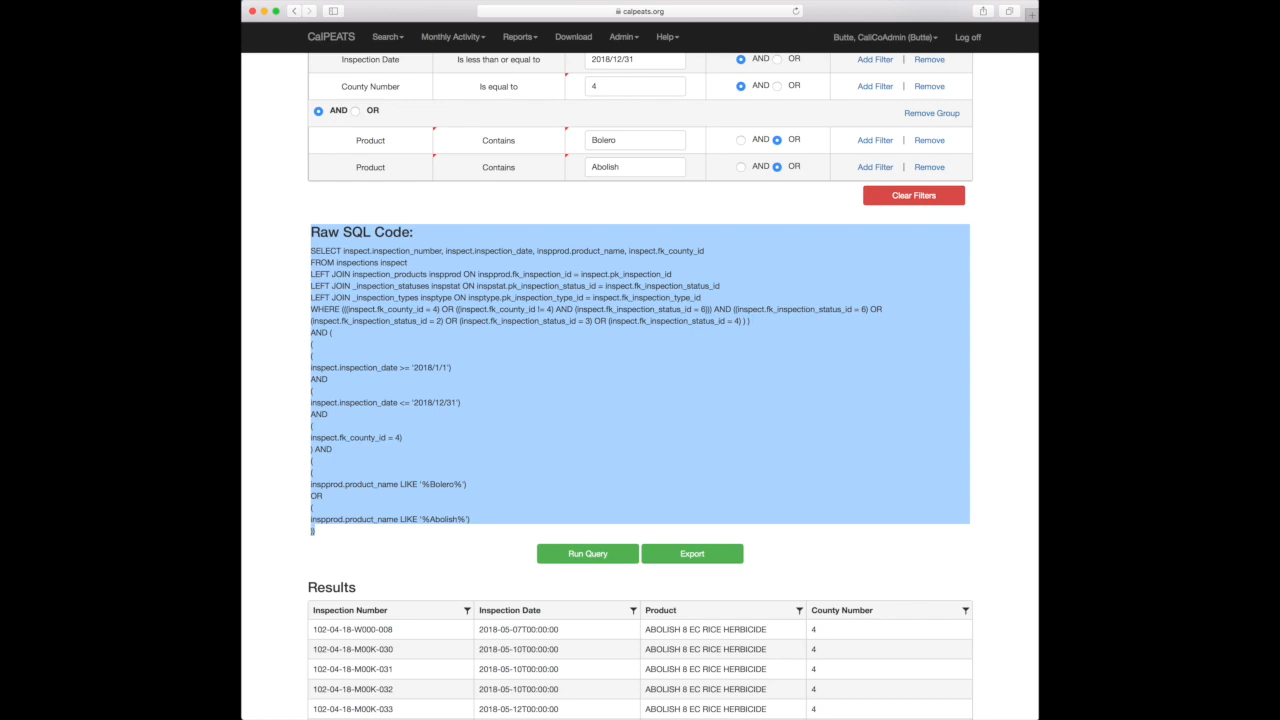 calpeats.org
CalPEATS Search Monthly Activity Reports Download Admin Help Butte, CaliCoAdmin (Butte) Log off
Inspection Date Is less than or equal to 2018/12/31 AND OR Add Filter | Remove
County Number Is equal to 4 AND OR Add Filter | Remove
AND OR Remove Group
Product Contains Bolero AND OR Add Filter | Remove
Product Contains Abolish AND OR Add Filter | Remove
Clear Filters
Raw SQL Code:
SELECT inspect.inspection_number, inspect.inspection_date, inspprod.product_name, inspect.fk_county_id
FROM inspections inspect
LEFT JOIN inspection_products inspprod ON inspprod.fk_inspection_id = inspect.pk_inspection_id
LEFT JOIN _inspection_statuses inspstat ON inspstat.pk_inspection_status_id = inspect.fk_inspection_status_id
LEFT JOIN _inspection_types insptype ON insptype.pk_inspection_type_id = inspect.fk_inspection_type_id
WHERE (((inspect.fk_county_id = 4) OR ((inspect.fk_county_id != 4) AND (inspect.fk_inspection_status_id = 6))) AND ((inspect.fk_inspection_status_id = 6) OR
(inspect.fk_inspection_status_id = 2) OR (inspect.fk_inspection_status_id = 3) OR (inspect.fk_inspection_status_id = 4) ) )
AND (
(
(
inspect.inspection_date >= '2018/1/1')
AND
(
inspect.inspection_date <= '2018/12/31')
AND
(
inspect.fk_county_id = 4)
) AND
(
(
inspprod.product_name LIKE '%Bolero%')
OR
(
inspprod.product_name LIKE '%Abolish%')
))
Run Query Export
Results
Inspection Number Inspection Date Product County Number
102-04-18-W000-008 2018-05-07T00:00:00 ABOLISH 8 EC RICE HERBICIDE 4
102-04-18-M00K-030 2018-05-10T00:00:00 ABOLISH 8 EC RICE HERBICIDE 4
102-04-18-M00K-031 2018-05-10T00:00:00 ABOLISH 8 EC RICE HERBICIDE 4
102-04-18-M00K-032 2018-05-10T00:00:00 ABOLISH 8 EC RICE HERBICIDE 4
102-04-18-M00K-033 2018-05-12T00:00:00 ABOLISH 8 EC RICE HERBICIDE 4